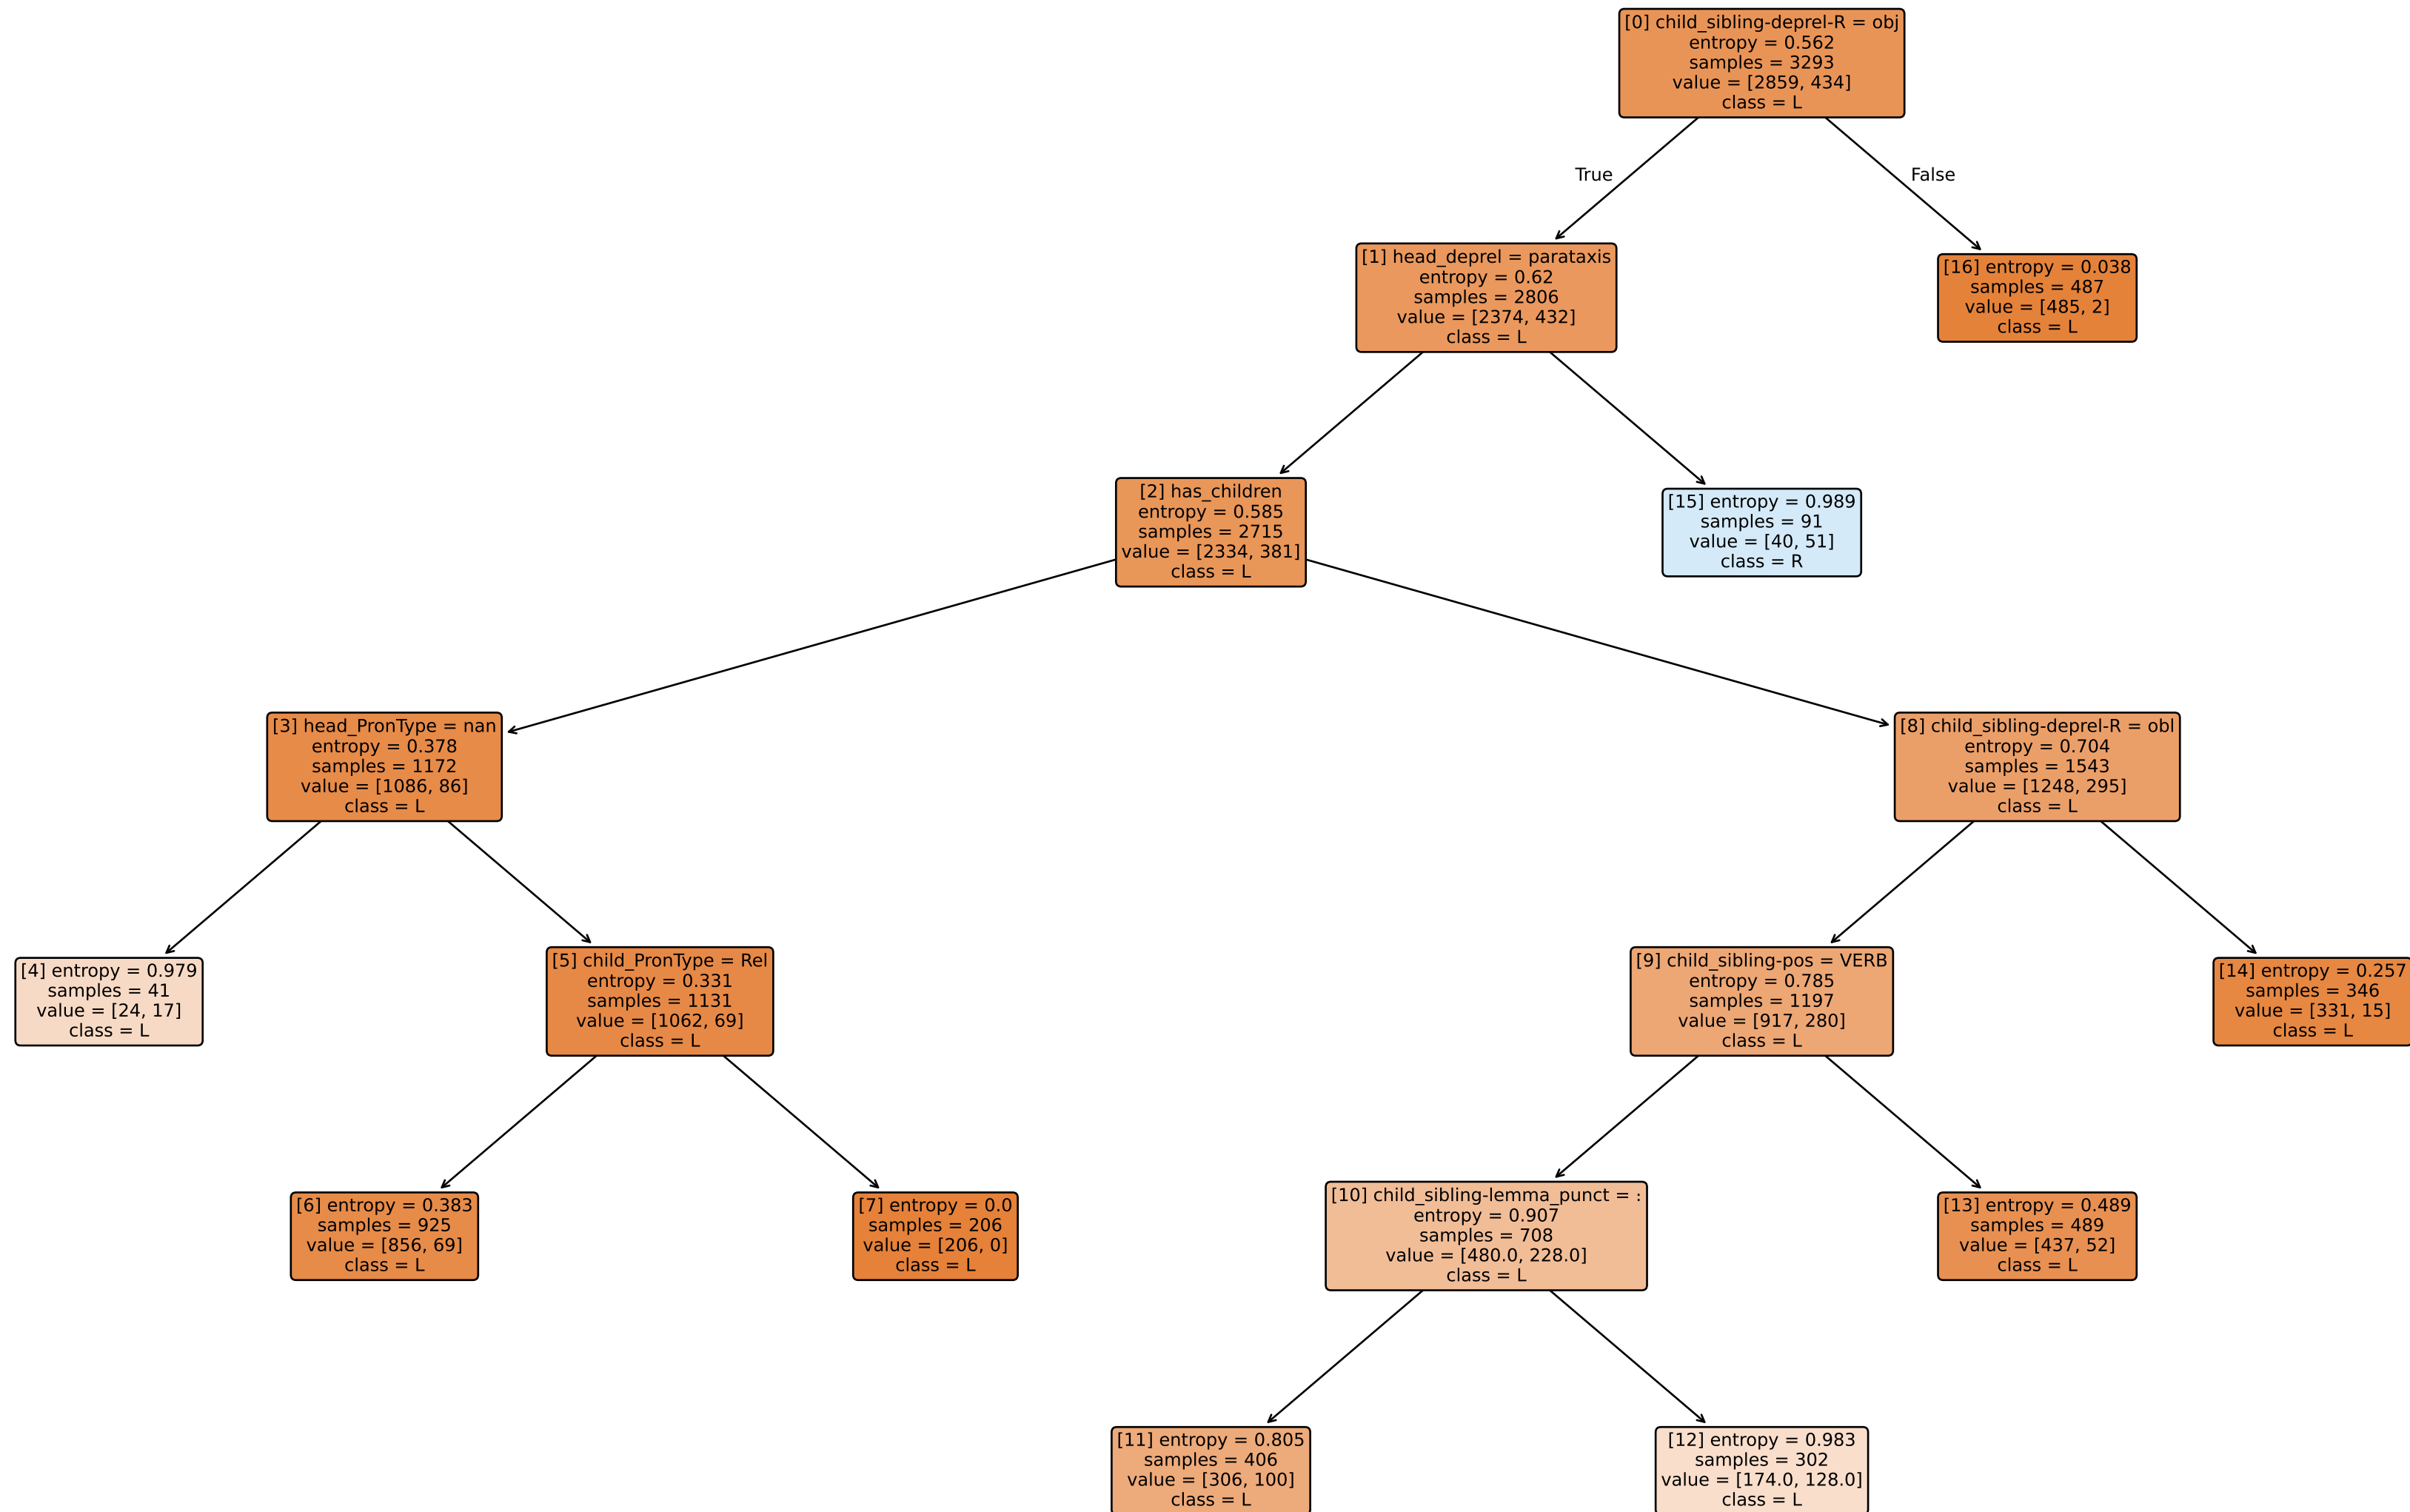 [0] child_sibling-deprel-R = obj
entropy = 0.562
samples = 3293
value = [2859, 434]
class = L
True
False
[1] head_deprel = parataxis
entropy = 0.62
samples = 2806
value = [2374, 432]
class = L
[16] entropy = 0.038
samples = 487
value = [485, 2]
class = L
[2] has_children
entropy = 0.585
samples = 2715
value = [2334, 381]
class = L
[15] entropy = 0.989
samples = 91
value = [40, 51]
class = R
[3] head_PronType = nan
entropy = 0.378
samples = 1172
value = [1086, 86]
class = L
[8] child_sibling-deprel-R = obl
entropy = 0.704
samples = 1543
value = [1248, 295]
class = L
[4] entropy = 0.979
samples = 41
value = [24, 17]
class = L
[5] child_PronType = Rel
entropy = 0.331
samples = 1131
value = [1062, 69]
class = L
[9] child_sibling-pos = VERB
entropy = 0.785
samples = 1197
value = [917, 280]
class = L
[14] entropy = 0.257
samples = 346
value = [331, 15]
class = L
[6] entropy = 0.383
samples = 925
value = [856, 69]
class = L
[7] entropy = 0.0
samples = 206
value = [206, 0]
class = L
[10] child_sibling-lemma_punct = :
entropy = 0.907
samples = 708
value = [480.0, 228.0]
class = L
[13] entropy = 0.489
samples = 489
value = [437, 52]
class = L
[11] entropy = 0.805
samples = 406
value = [306, 100]
class = L
[12] entropy = 0.983
samples = 302
value = [174.0, 128.0]
class = L